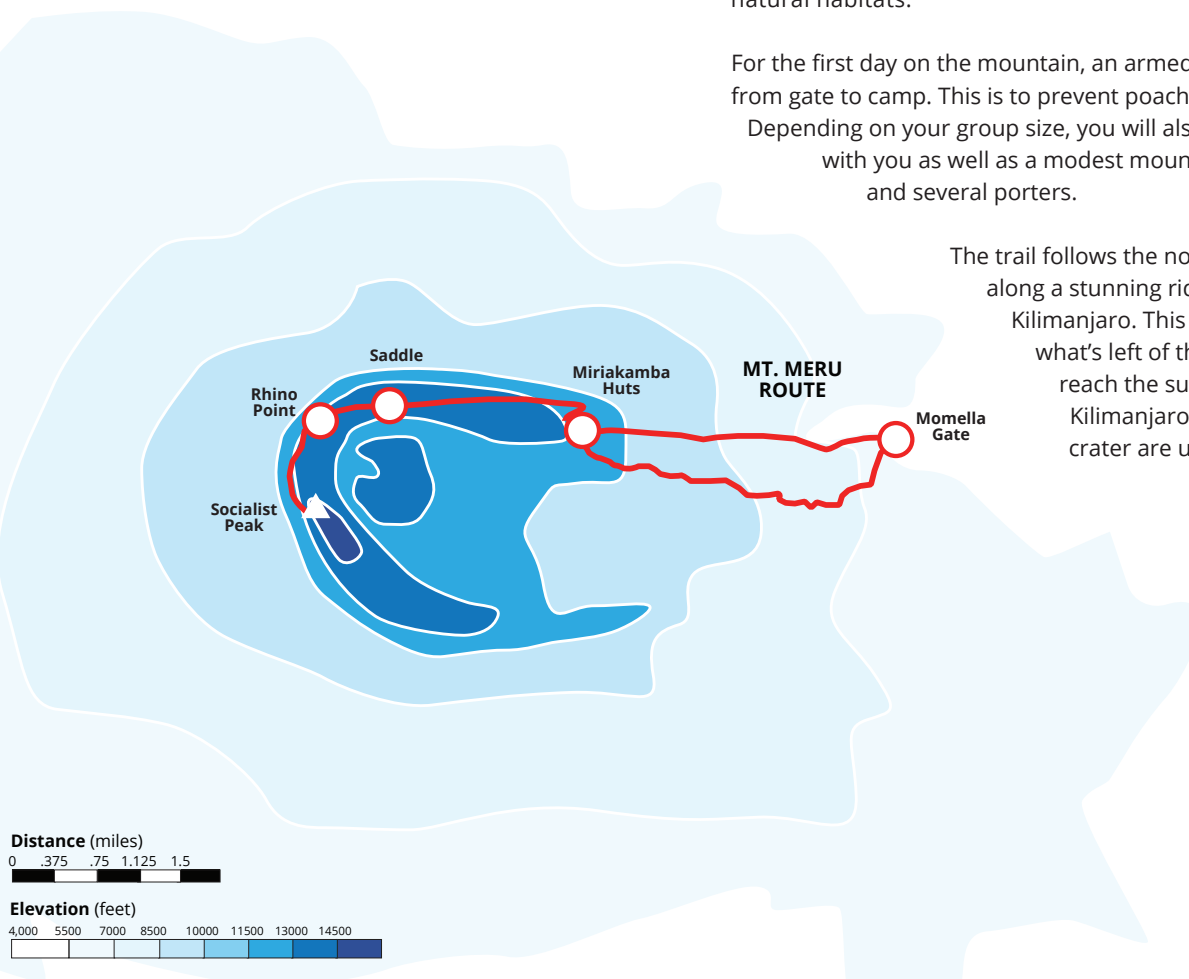 natural habitats.
For the first day on the mountain, an armed
from gate to camp. This is to prevent poach
Depending on your group size, you will als
with you as well as a modest moun
and several porters.
The trail follows the no
along a stunning ri
Kilimanjaro. This
what’s left of t
reach the su
Kilimanjaro
crater are u
MT. MERU
ROUTE
Saddle
Rhino
Point
Miriakamba
Huts
Momella
Gate
Socialist
Peak
Distance (miles)
0 .375 .75 1.125 1.5
Elevation (feet)
4,000 5500 7000 8500 10000 11500 13000 14500